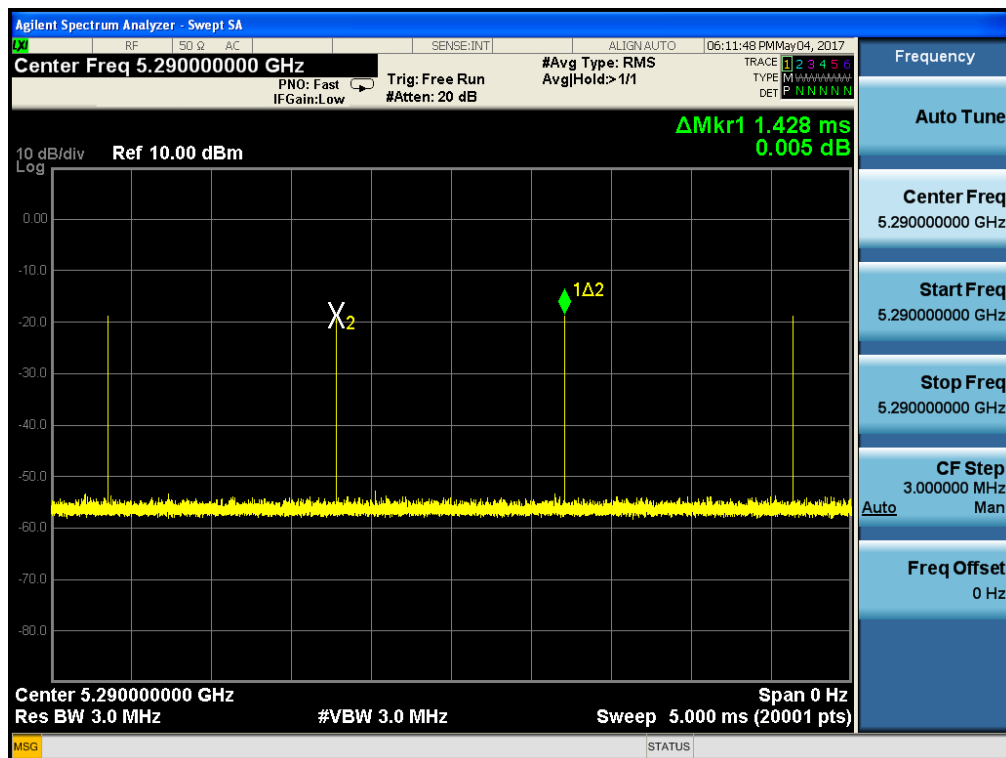 Agilent Spectrum Analyzer - Swept SA
LXI RF 50 Ω AC SENSE:INT ALIGN AUTO 06:11:48 PM May 04, 2017
Center Freq 5.290000000 GHz
PNO: Fast
IFGain:Low
Trig: Free Run
#Atten: 20 dB
#Avg Type: RMS
Avg|Hold:>1/1
TRACE 1 2 3 4 5 6
TYPE M
DET P N N N N N
ΔMkr1 1.428 ms
0.005 dB
10 dB/div Ref 10.00 dBm
Log
0.00
-10.0
1Δ2
-20.0
X2
-30.0
-40.0
-50.0
-60.0
-70.0
-80.0
Center 5.290000000 GHz Span 0 Hz
Res BW 3.0 MHz #VBW 3.0 MHz Sweep 5.000 ms (20001 pts)
MSG STATUS
Frequency
Auto Tune
Center Freq
5.290000000 GHz
Start Freq
5.290000000 GHz
Stop Freq
5.290000000 GHz
CF Step
3.000000 MHz
Auto Man
Freq Offset
0 Hz